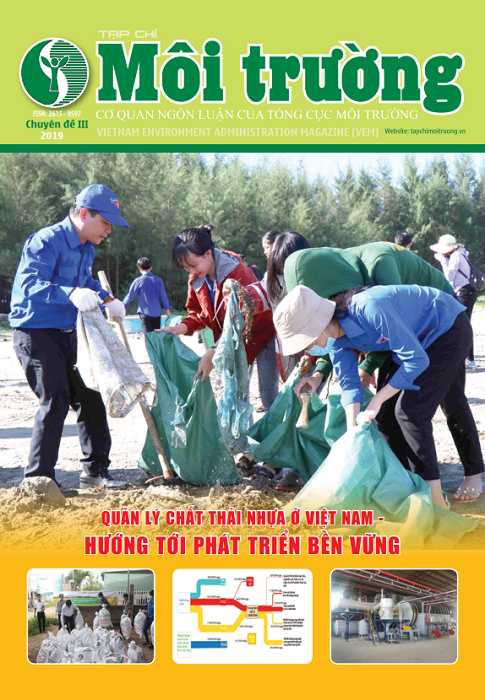 TẠP CHÍ
Môi trường
ISSN: 2615 - 9597
CƠ QUAN NGÔN LUẬN CỦA TỔNG CỤC MÔI TRƯỜNG
Chuyên đề III
2019
VIETNAM ENVIRONMENT ADMINISTRATION MAGAZINE (VEM)
Website: tapchimoitruong.vn
QUẢN LÝ CHẤT THẢI NHỰA Ở VIỆT NAM -
HƯỚNG TỚI PHÁT TRIỂN BỀN VỮNG